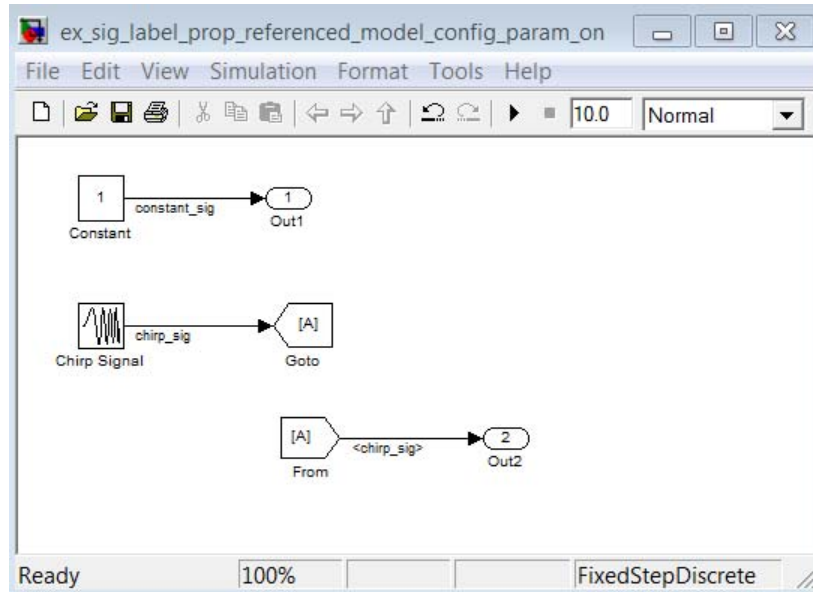 ex_sig_label_prop_referenced_model_config_param_on
File Edit View Simulation Format Tools Help
10.0 Normal
1 constant_sig 1
Constant Out1
chirp_sig [A]
Chirp Signal Goto
[A] <chirp_sig> 2
From Out2
Ready 100% FixedStepDiscrete